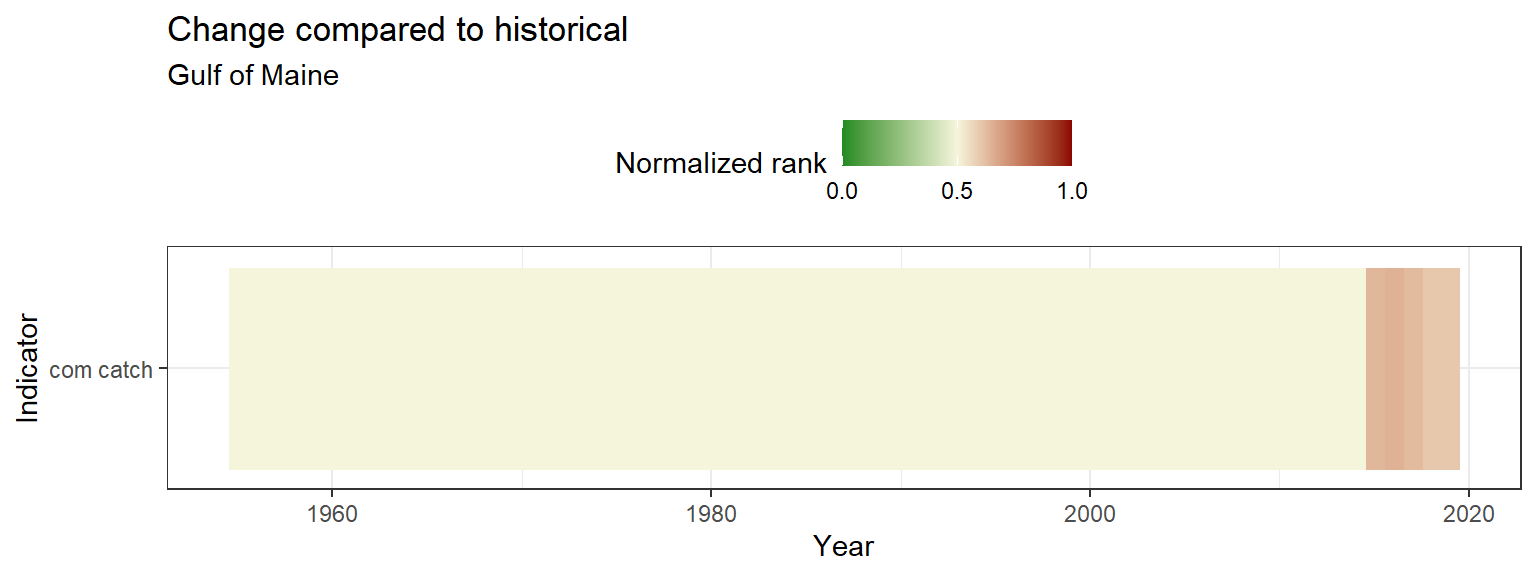 Change compared to historical
Gulf of Maine
Normalized rank
0.0 0.5 1.0
Indicator
com catch
1960 1980 2000 2020
Year